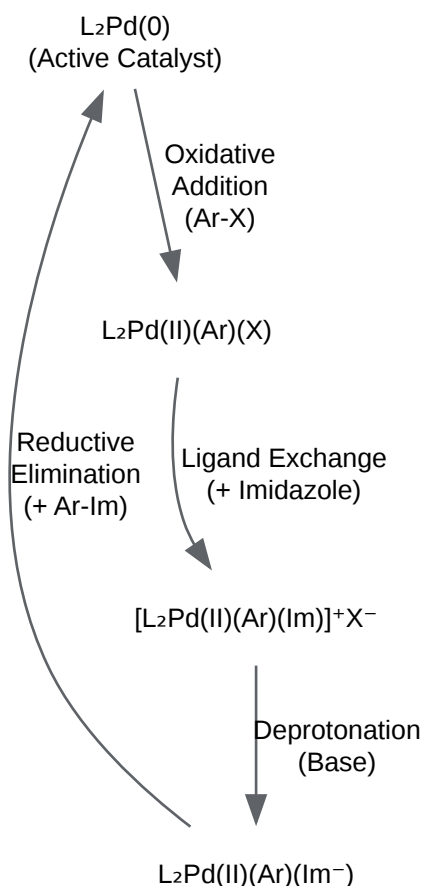 L₂Pd(0)
(Active Catalyst)
Oxidative
Addition
(Ar-X)
L₂Pd(II)(Ar)(X)
Reductive
Elimination
(+ Ar-Im)
Ligand Exchange
(+ Imidazole)
[L₂Pd(II)(Ar)(Im)]⁺X⁻
Deprotonation
(Base)
L₂Pd(II)(Ar)(Im⁻)